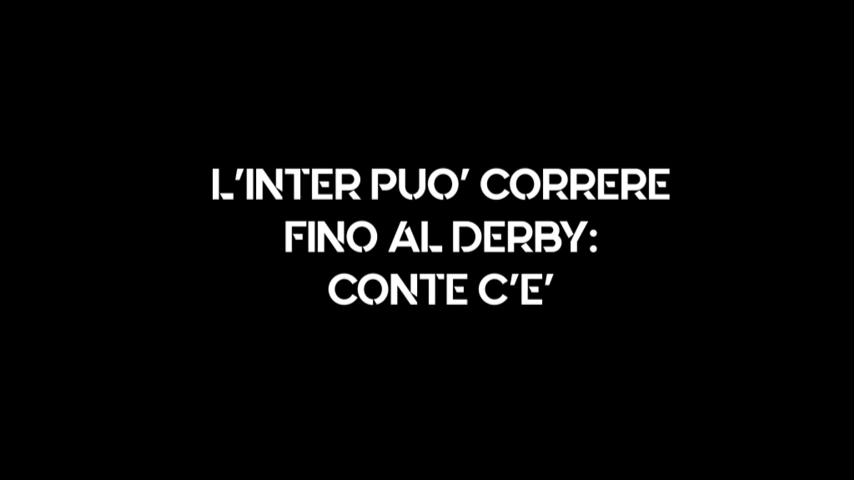 L'INTER PUO' CORRERE
FINO AL DERBY:
CONTE C'E'